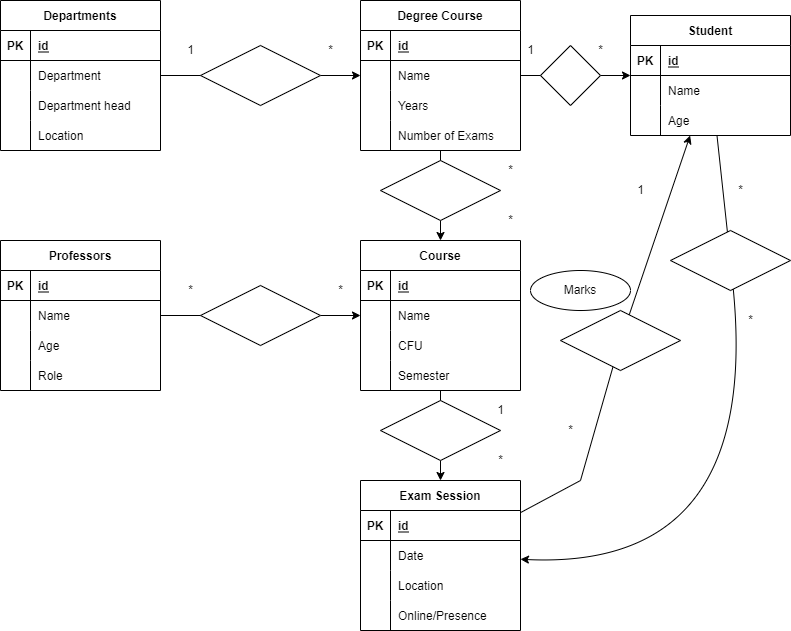 Departments
PK id
Department
Department head
Location
1
*
Degree Course
PK id
Name
Years
Number of Exams
1
*
Student
PK id
Name
Age
*
*
1
*
Professors
PK id
Name
Age
Role
*
*
Course
PK id
Name
CFU
Semester
Marks
*
*
1
*
Exam Session
PK id
Date
Location
Online/Presence